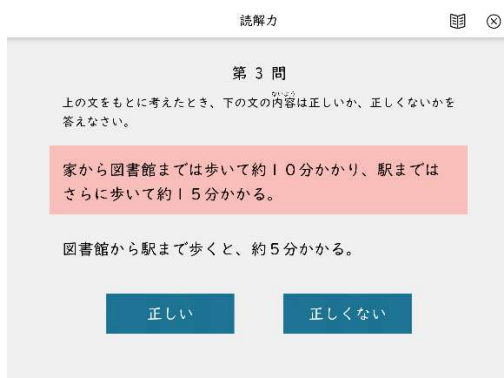 読解力
第3問
上の文をもとに考えたとき、下の文の内容は正しいか、正しくないかを
答えなさい。
家から図書館までは歩いて約10分かかり、駅までは
さらに歩いて約15分かかる。
図書館から駅まで歩くと、約5分かかる。
正しい
正しくない